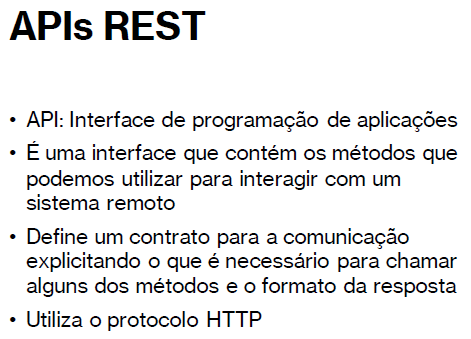 APIs REST
• API: Interface de programação de aplicações
• É uma interface que contém os métodos que
podemos utilizar para interagir com um
sistema remoto
• Define um contrato para a comunicação
explicitando o que é necessário para chamar
alguns dos métodos e o formato da resposta
• Utiliza o protocolo HTTP